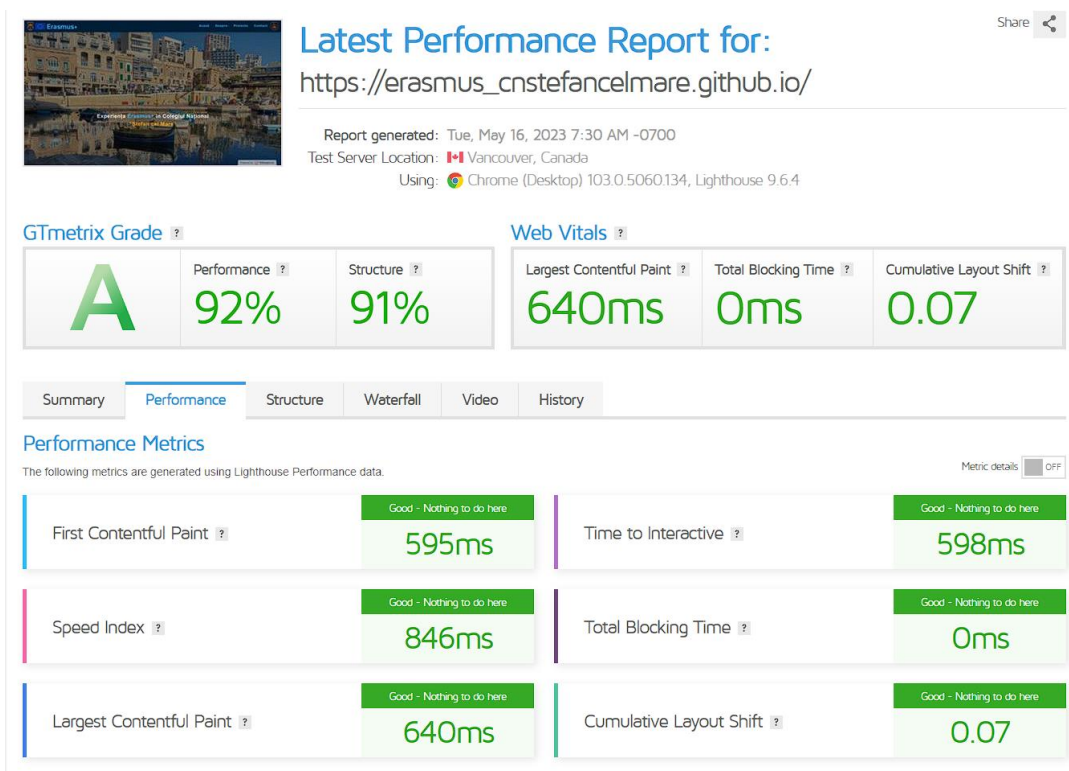 Erasmus+
Experiența Erasmus+ în Colegiul Național
Ștefan cel Mare
Share
Latest Performance Report for:
https://erasmus_cnstefancelmare.github.io/
Report generated: Tue, May 16, 2023 7:30 AM -0700
Test Server Location: Vancouver, Canada
Using: Chrome (Desktop) 103.0.5060.134, Lighthouse 9.6.4
GTmetrix Grade ?
Web Vitals ?
A
Performance ?
92%
Structure ?
91%
Largest Contentful Paint ?
640ms
Total Blocking Time ?
0ms
Cumulative Layout Shift ?
0.07
Summary Performance Structure Waterfall Video History
Performance Metrics
The following metrics are generated using Lighthouse Performance data.
Metric details OFF
First Contentful Paint ?
Good - Nothing to do here
595ms
Time to Interactive ?
Good - Nothing to do here
598ms
Speed Index ?
Good - Nothing to do here
846ms
Total Blocking Time ?
Good - Nothing to do here
0ms
Largest Contentful Paint ?
Good - Nothing to do here
640ms
Cumulative Layout Shift ?
Good - Nothing to do here
0.07